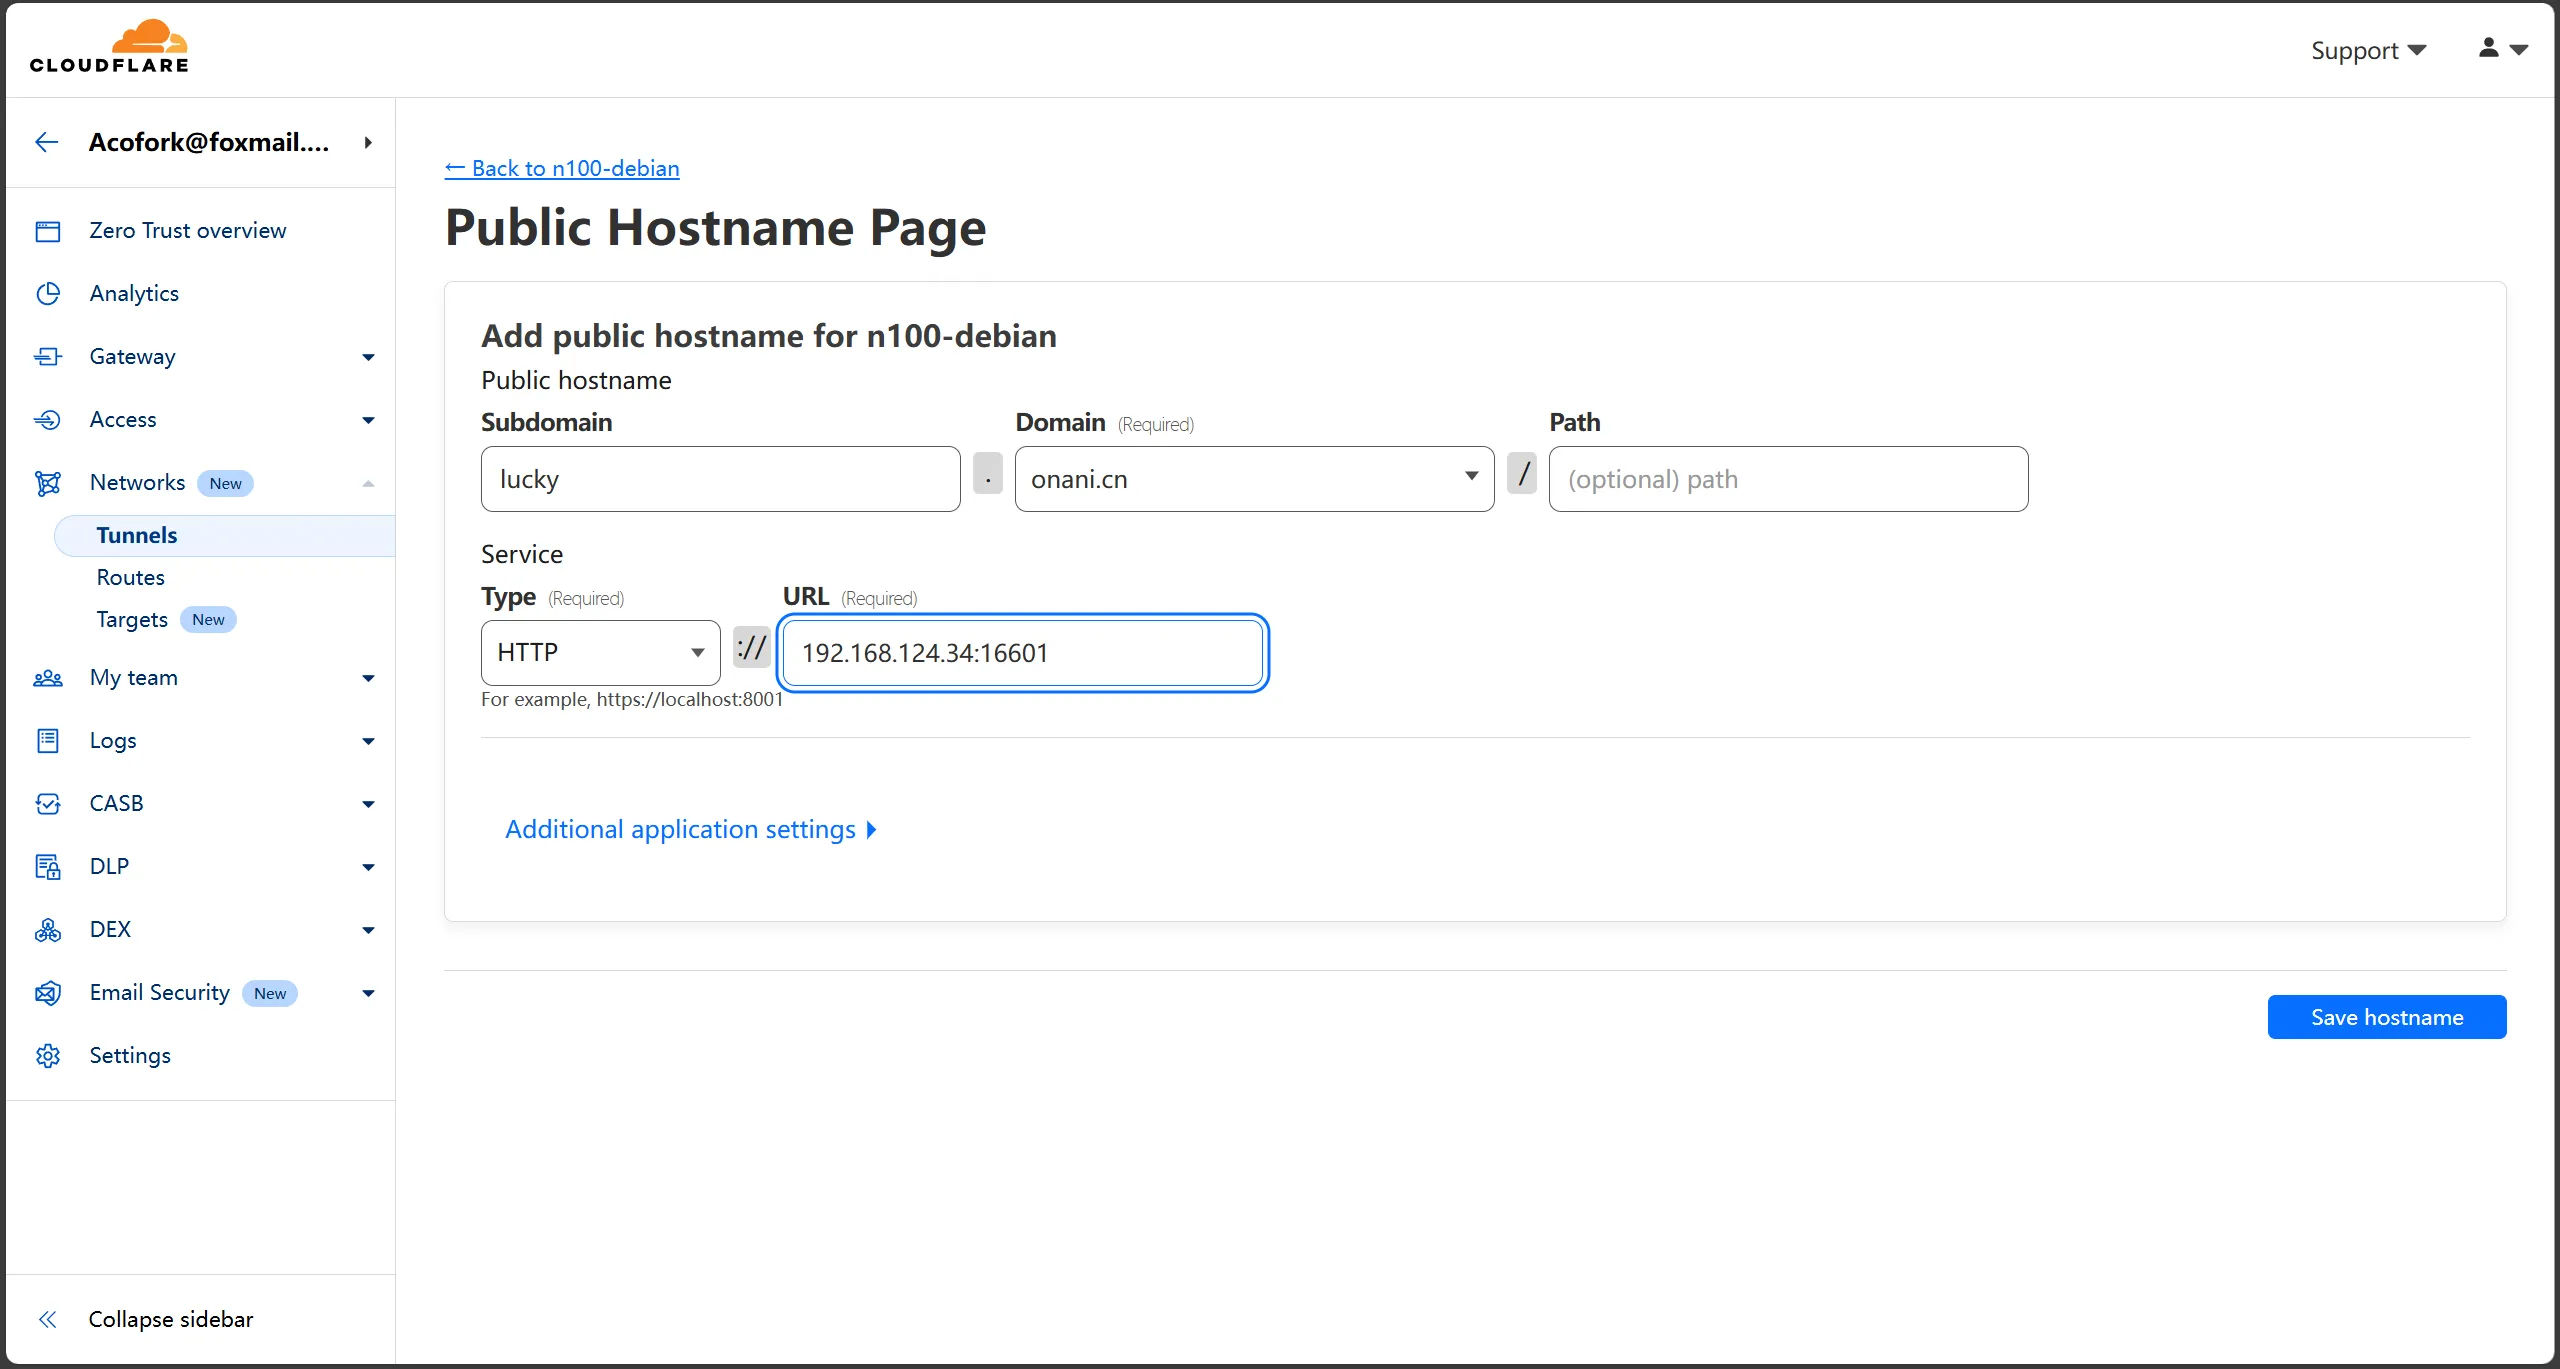 CLOUDFLARE
Support
Acofork@foxmail....
Zero Trust overview
Analytics
Gateway
Access
Networks New
Tunnels
Routes
Targets New
My team
Logs
CASB
DLP
DEX
Email Security New
Settings
Collapse sidebar
← Back to n100-debian
Public Hostname Page
Add public hostname for n100-debian
Public hostname
Subdomain Domain (Required) Path
lucky . onani.cn / (optional) path
Service
Type (Required) URL (Required)
HTTP :// 192.168.124.34:16601
For example, https://localhost:8001
Additional application settings
Save hostname